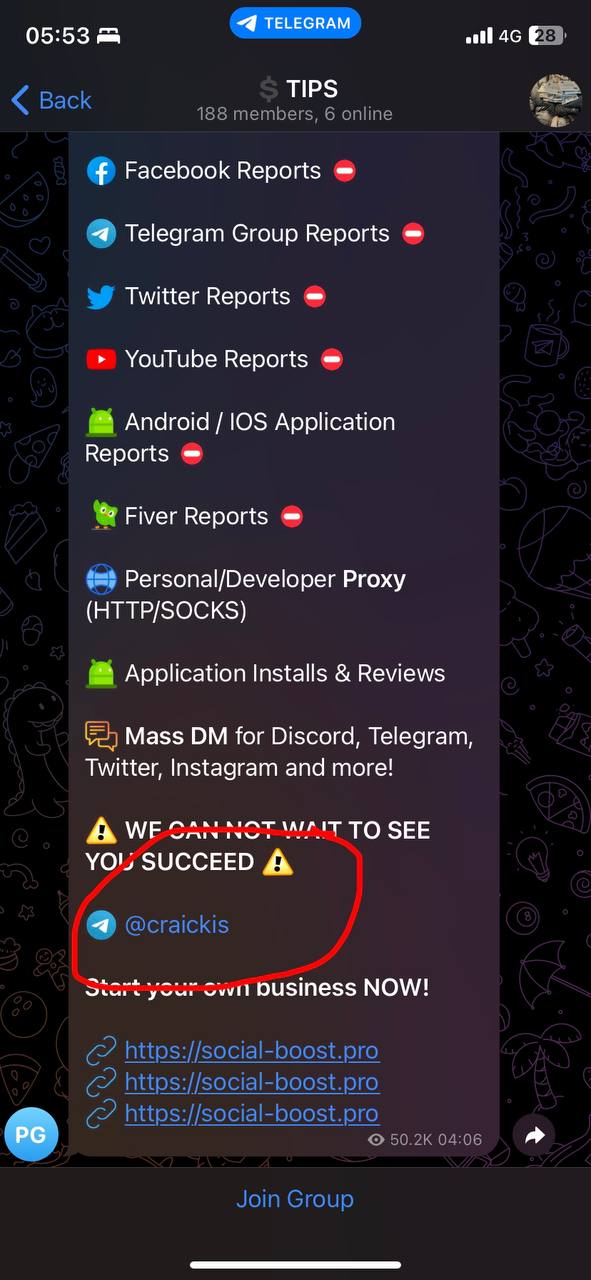 05:53
TELEGRAM
4G
28
Back
$ TIPS
188 members, 6 online
Facebook Reports
Telegram Group Reports
Twitter Reports
YouTube Reports
Android / IOS Application
Reports
Fiver Reports
Personal/Developer Proxy
(HTTP/SOCKS)
Application Installs & Reviews
Mass DM for Discord, Telegram,
Twitter, Instagram and more!
WE CAN NOT WAIT TO SEE
YOU SUCCEED
@craickis
Start your own business NOW!
https://social-boost.pro
https://social-boost.pro
https://social-boost.pro
PG
50.2K 04:06
Join Group